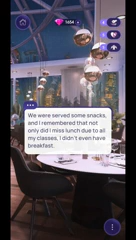 1654
We were served some snacks,
and I remembered that not
only did I miss lunch due to all
my classes, I didn't even have
breakfast.